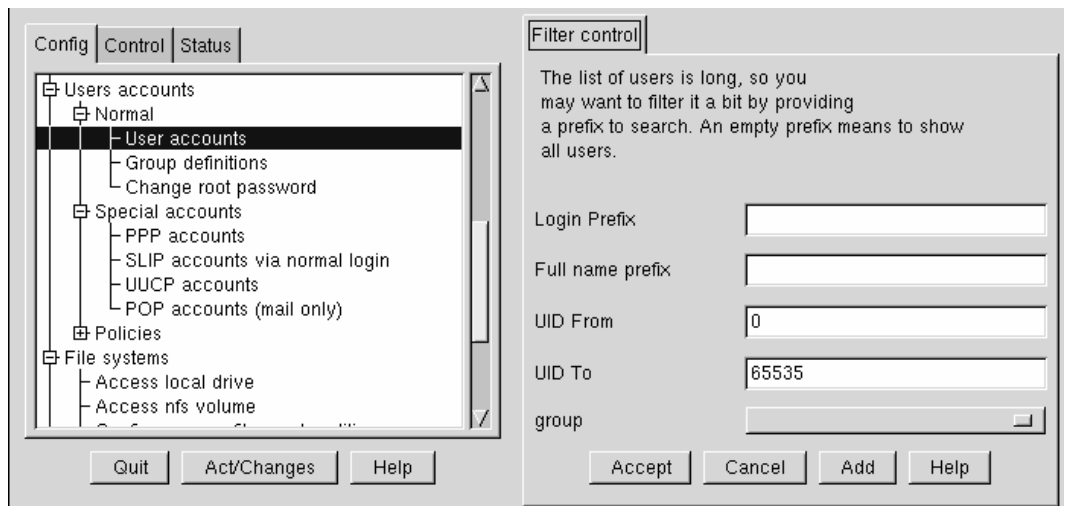 Config Control Status
Users accounts
Normal
User accounts
Group definitions
Change root password
Special accounts
PPP accounts
SLIP accounts via normal login
UUCP accounts
POP accounts (mail only)
Policies
File systems
Access local drive
Access nfs volume
Quit Act/Changes Help
Filter control
The list of users is long, so you
may want to filter it a bit by providing
a prefix to search. An empty prefix means to show
all users.
Login Prefix
Full name prefix
UID From 0
UID To 65535
group
Accept Cancel Add Help